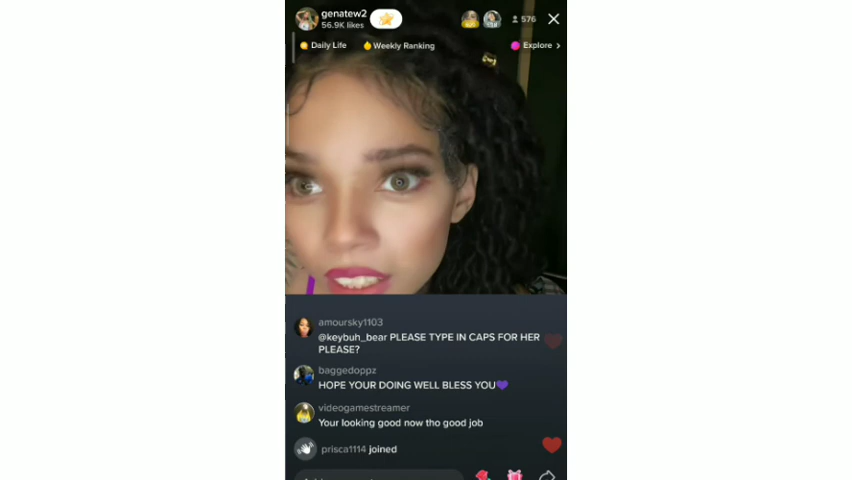 genatew2
56.9K likes
576
Daily Life
Weekly Ranking
Explore
amoursky1103
@keybuh_bear PLEASE TYPE IN CAPS FOR HER
PLEASE?
baggedoppz
HOPE YOUR DOING WELL BLESS YOU💜
videogamestreamer
Your looking good now tho good job
prisca1114 joined